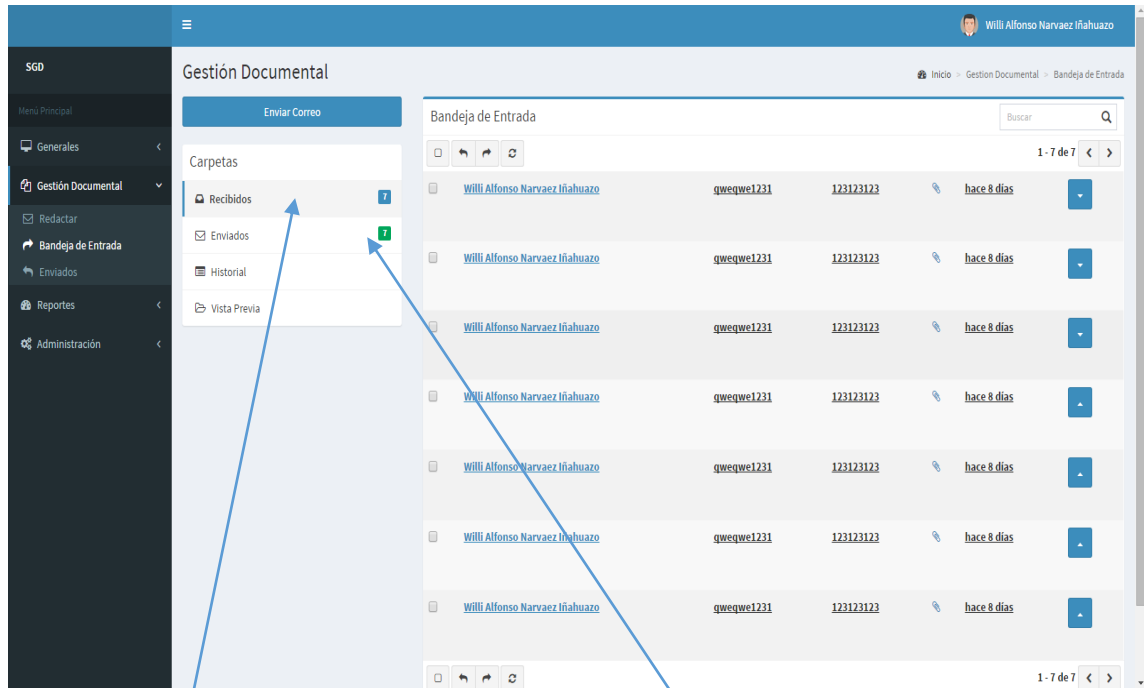 Willi Alfonso Narvaez Iñahuazo
SGD
Menú Principal
Generales
Gestión Documental
Redactar
Bandeja de Entrada
Enviados
Reportes
Administración
Gestión Documental
Inicio > Gestion Documental > Bandeja de Entrada
Enviar Correo
Carpetas
Recibidos 7
Enviados 7
Historial
Vista Previa
Bandeja de Entrada
Buscar
1 - 7 de 7
Willi Alfonso Narvaez Iñahuazo qweqwe1231 123123123 hace 8 días
Willi Alfonso Narvaez Iñahuazo qweqwe1231 123123123 hace 8 días
Willi Alfonso Narvaez Iñahuazo qweqwe1231 123123123 hace 8 días
Willi Alfonso Narvaez Iñahuazo qweqwe1231 123123123 hace 8 días
Willi Alfonso Narvaez Iñahuazo qweqwe1231 123123123 hace 8 días
Willi Alfonso Narvaez Iñahuazo qweqwe1231 123123123 hace 8 días
Willi Alfonso Narvaez Iñahuazo qweqwe1231 123123123 hace 8 días
1 - 7 de 7